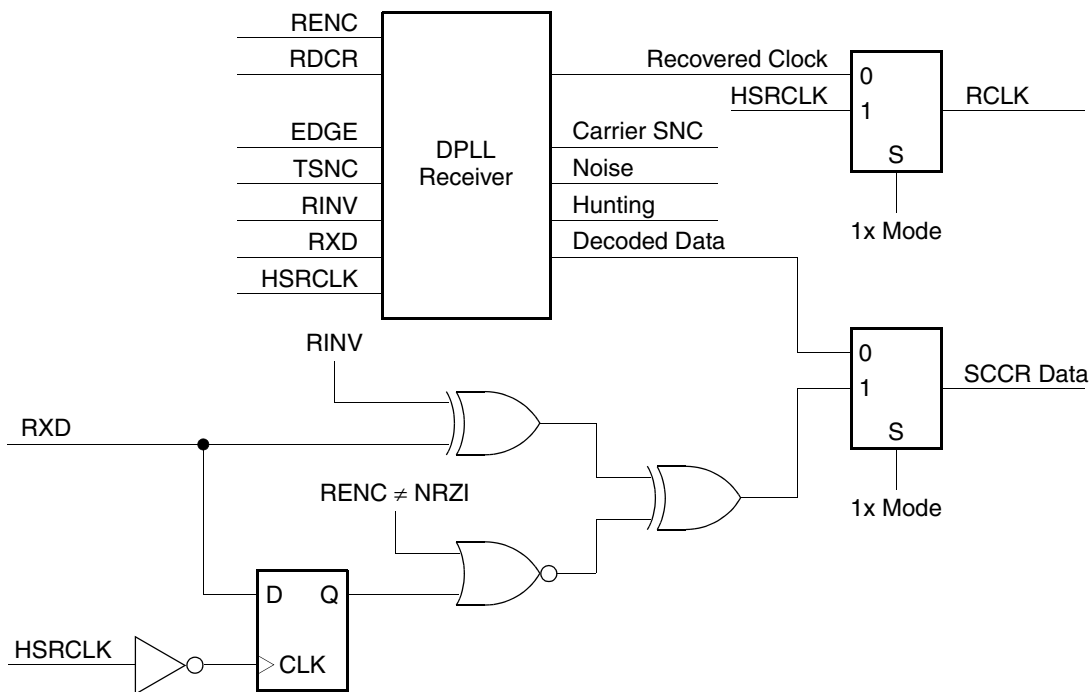 RENC
RDCR
EDGE
TSNC
RINV
RXD
HSRCLK
DPLL
Receiver
Recovered Clock
HSRCLK
Carrier SNC
Noise
Hunting
Decoded Data
0
1
S
RCLK
1x Mode
RINV
RXD
RENC ≠ NRZI
0
1
S
SCCR Data
1x Mode
D Q
CLK
HSRCLK